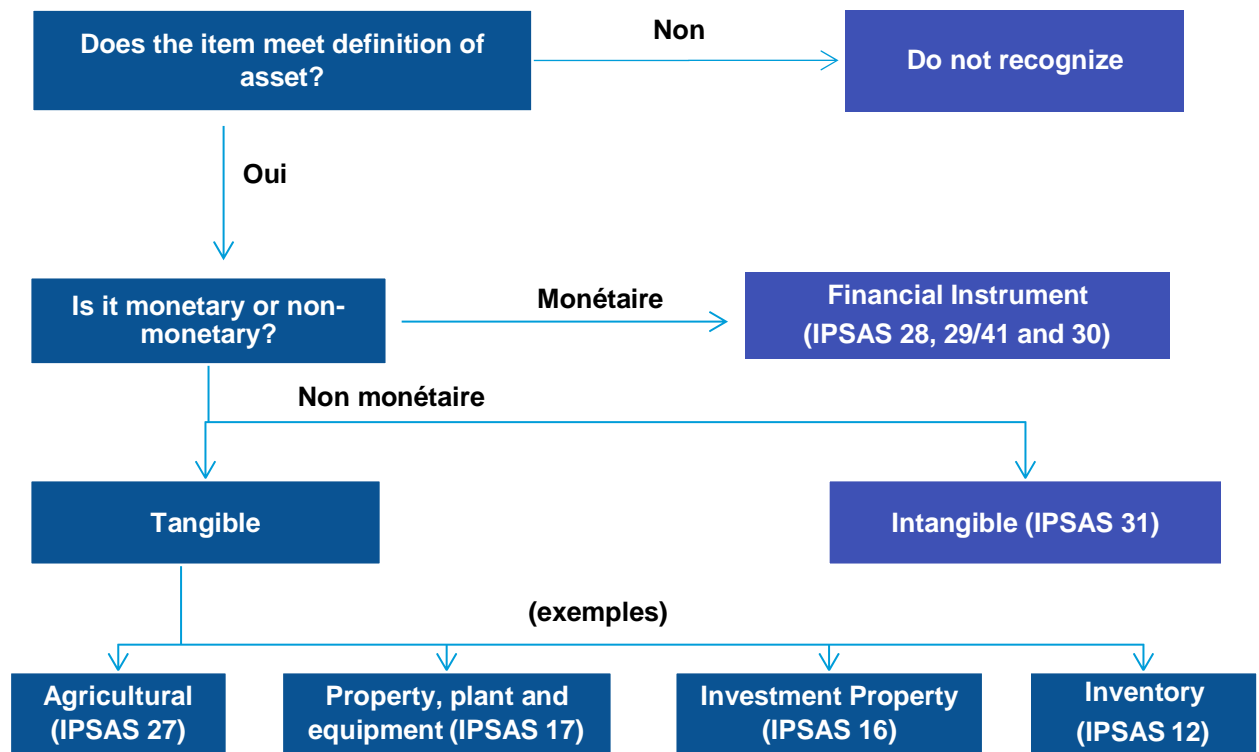 Does the item meet definition of
asset?
Non
Do not recognize
Oui
Is it monetary or non-
monetary?
Monétaire
Financial Instrument
(IPSAS 28, 29/41 and 30)
Non monétaire
Tangible
Intangible (IPSAS 31)
(exemples)
Agricultural
(IPSAS 27)
Property, plant and
equipment (IPSAS 17)
Investment Property
(IPSAS 16)
Inventory
(IPSAS 12)